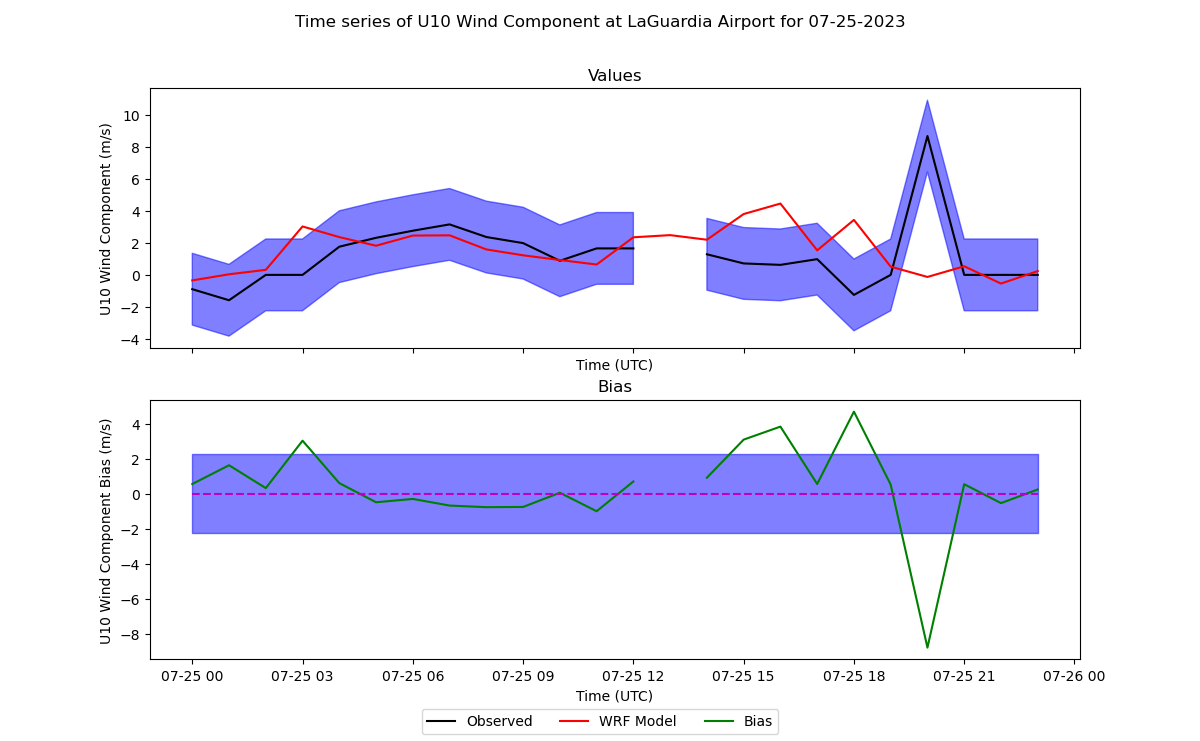 Time series of U10 Wind Component at LaGuardia Airport for 07-25-2023
Values
U10 Wind Component (m/s)
10
8
6
4
2
0
−2
−4
Time (UTC)
Bias
U10 Wind Component Bias (m/s)
4
2
0
−2
−4
−6
−8
07-25 00 07-25 03 07-25 06 07-25 09 07-25 12 07-25 15 07-25 18 07-25 21 07-26 00
Time (UTC)
Observed WRF Model Bias